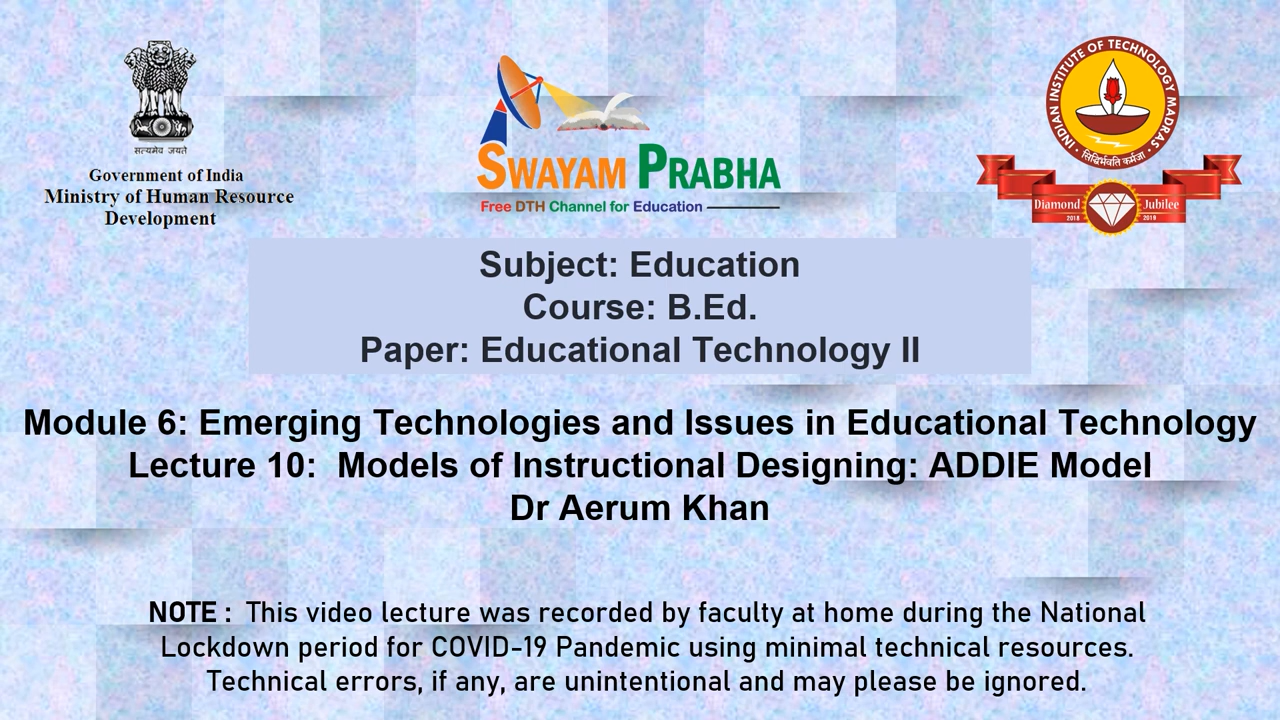 सत्यमेव जयते
Government of India
Ministry of Human Resource
Development
SWAYAM PRABHA
Free DTH Channel for Education
INDIAN INSTITUTE OF TECHNOLOGY MADRAS
सिद्धिर्भवति कर्मजा
Diamond Jubilee
2018 2019
Subject: Education
Course: B.Ed.
Paper: Educational Technology II
Module 6: Emerging Technologies and Issues in Educational Technology
Lecture 10: Models of Instructional Designing: ADDIE Model
Dr Aerum Khan
NOTE : This video lecture was recorded by faculty at home during the National
Lockdown period for COVID-19 Pandemic using minimal technical resources.
Technical errors, if any, are unintentional and may please be ignored.